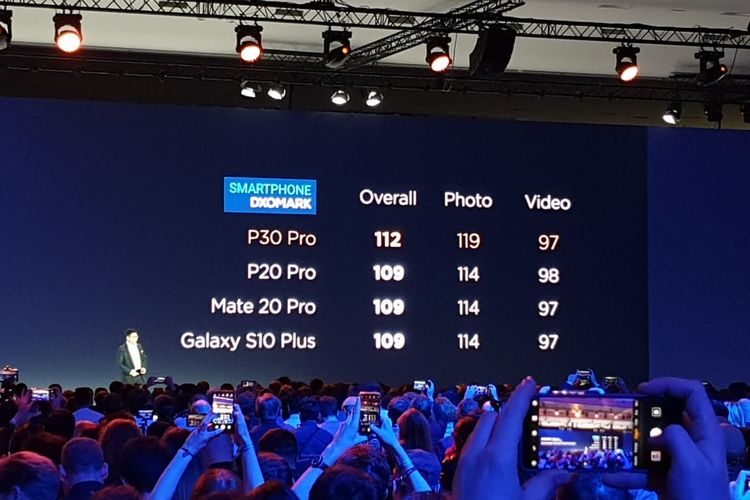 SMARTPHONE
DXOMARK
Overall Photo Video
P30 Pro 112 119 97
P20 Pro 109 114 98
Mate 20 Pro 109 114 97
Galaxy S10 Plus 109 114 97